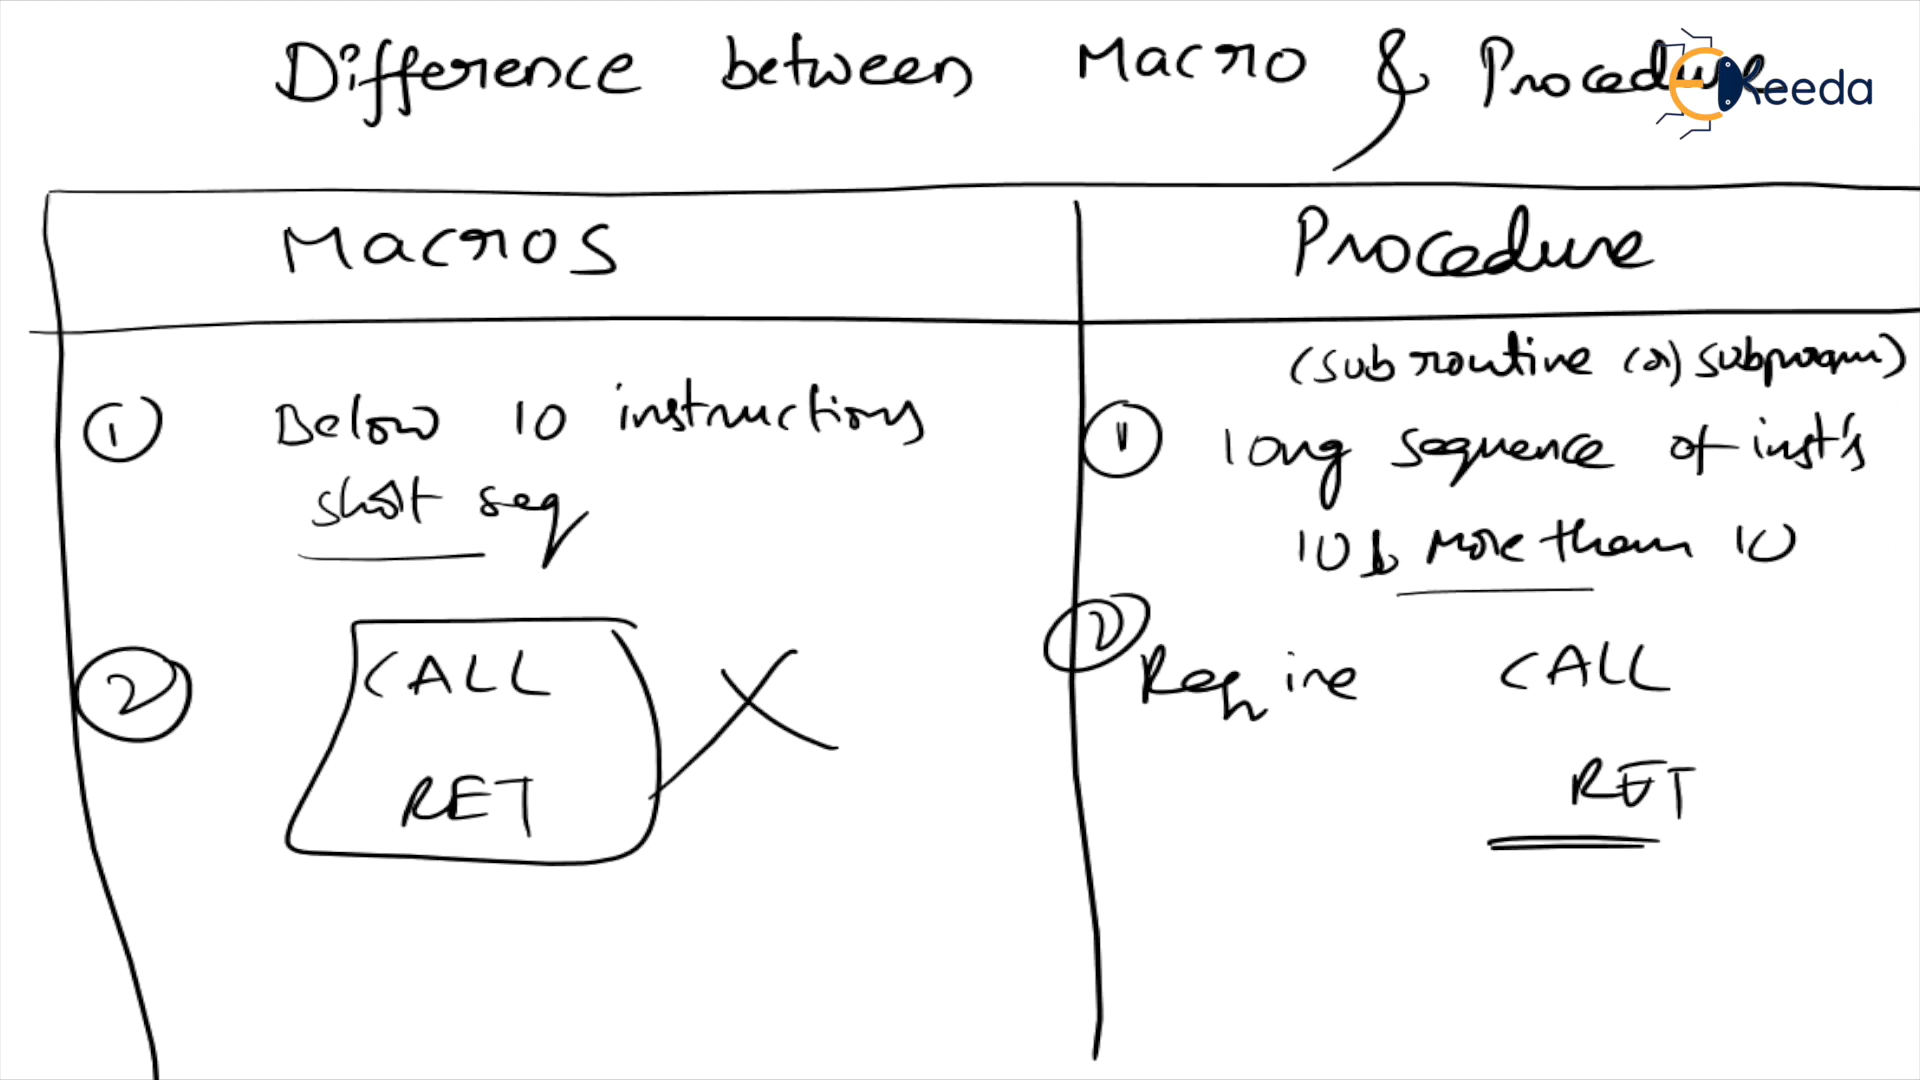 Difference between Macro & Procedure
EKeeda
Macros
Procedure
(subroutine (or) subprogram)
① Below 10 instructions
short seq
① long sequence of inst's
10 & more than 10
② CALL
RET
② Require CALL
RET